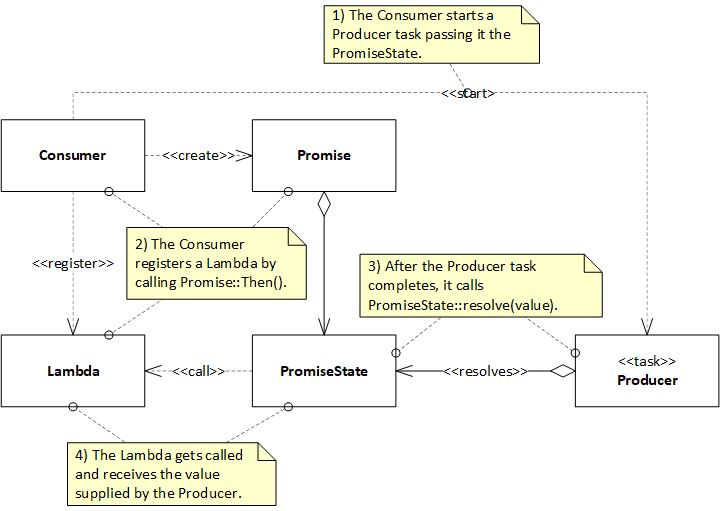 1) The Consumer starts a
Producer task passing it the
PromiseState.
<<start>
Consumer
<<create>>
Promise
2) The Consumer
registers a Lambda by
calling Promise::Then().
<<register>>
3) After the Producer task
completes, it calls
PromiseState::resolve(value).
Lambda
<<call>>
PromiseState
<<resolves>>
<<task>>
Producer
4) The Lambda gets called
and receives the value
supplied by the Producer.